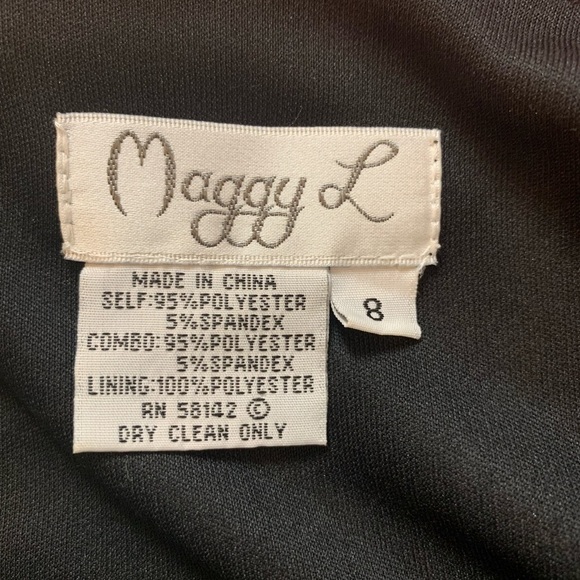 Maggy L
MADE IN CHINA
SELF:95%POLYESTER
5%SPANDEX
COMBO:95%POLYESTER
5%SPANDEX
LINING:100%POLYESTER
RN 58142 ©
DRY CLEAN ONLY
8